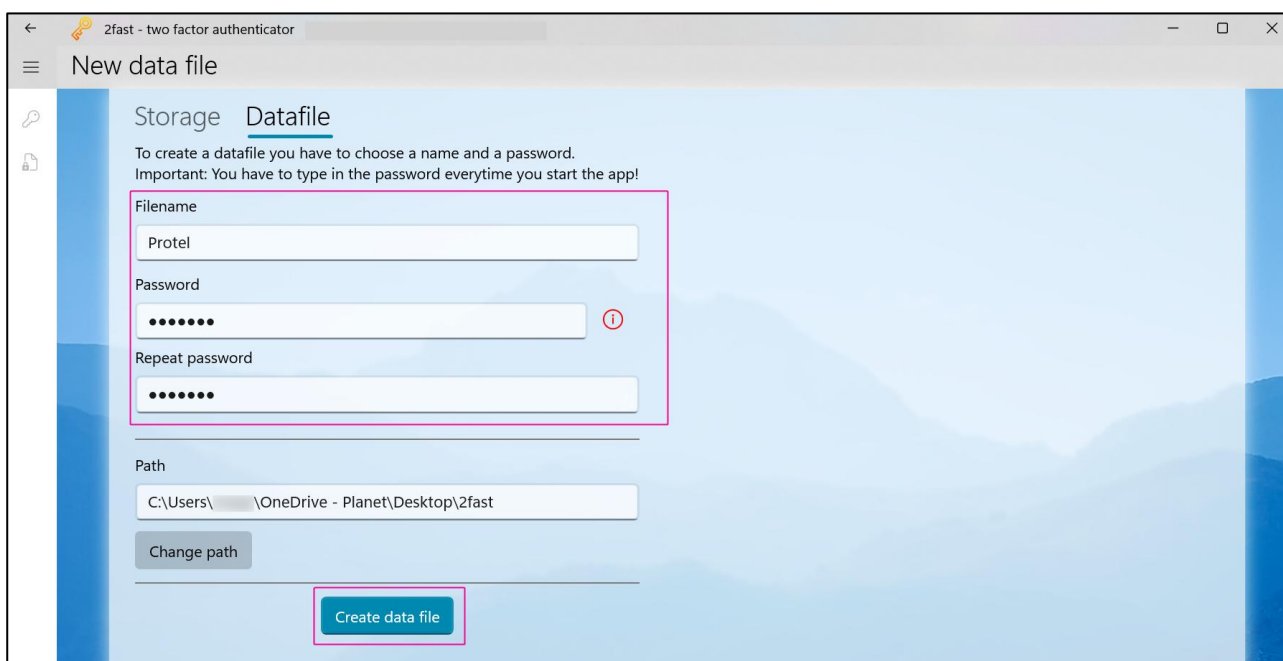 2fast - two factor authenticator
New data file
Storage Datafile
To create a datafile you have to choose a name and a password.
Important: You have to type in the password everytime you start the app!
Filename
Protel
Password
●●●●●●●
Repeat password
●●●●●●●
Path
C:\Users\ \OneDrive - Planet\Desktop\2fast
Change path
Create data file